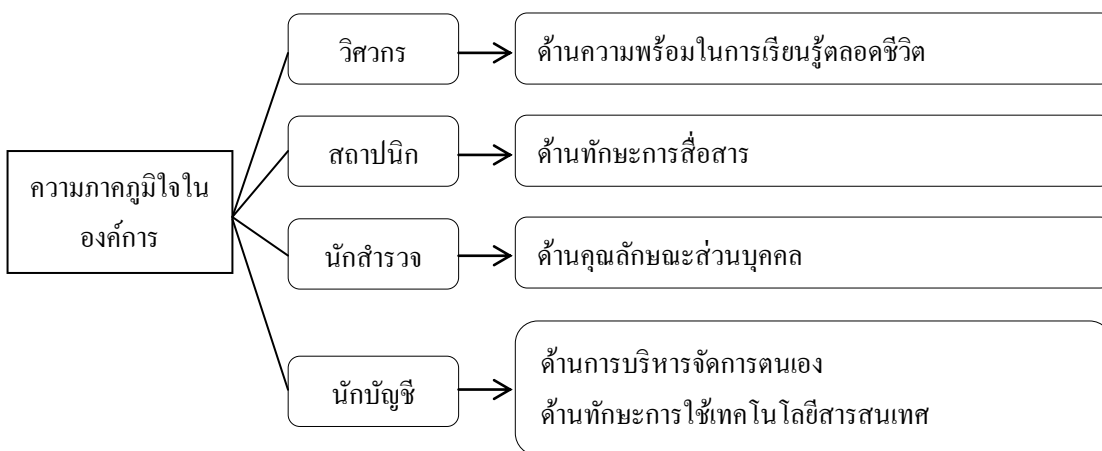 ความภาคภูมิใจใน
องค์การ
วิศวกร
ด้านความพร้อมในการเรียนรู้ตลอดชีวิต
สถาปนิก
ด้านทักษะการสื่อสาร
นักสำรวจ
ด้านคุณลักษณะส่วนบุคคล
นักบัญชี
ด้านการบริหารจัดการตนเอง
ด้านทักษะการใช้เทคโนโลยีสารสนเทศ